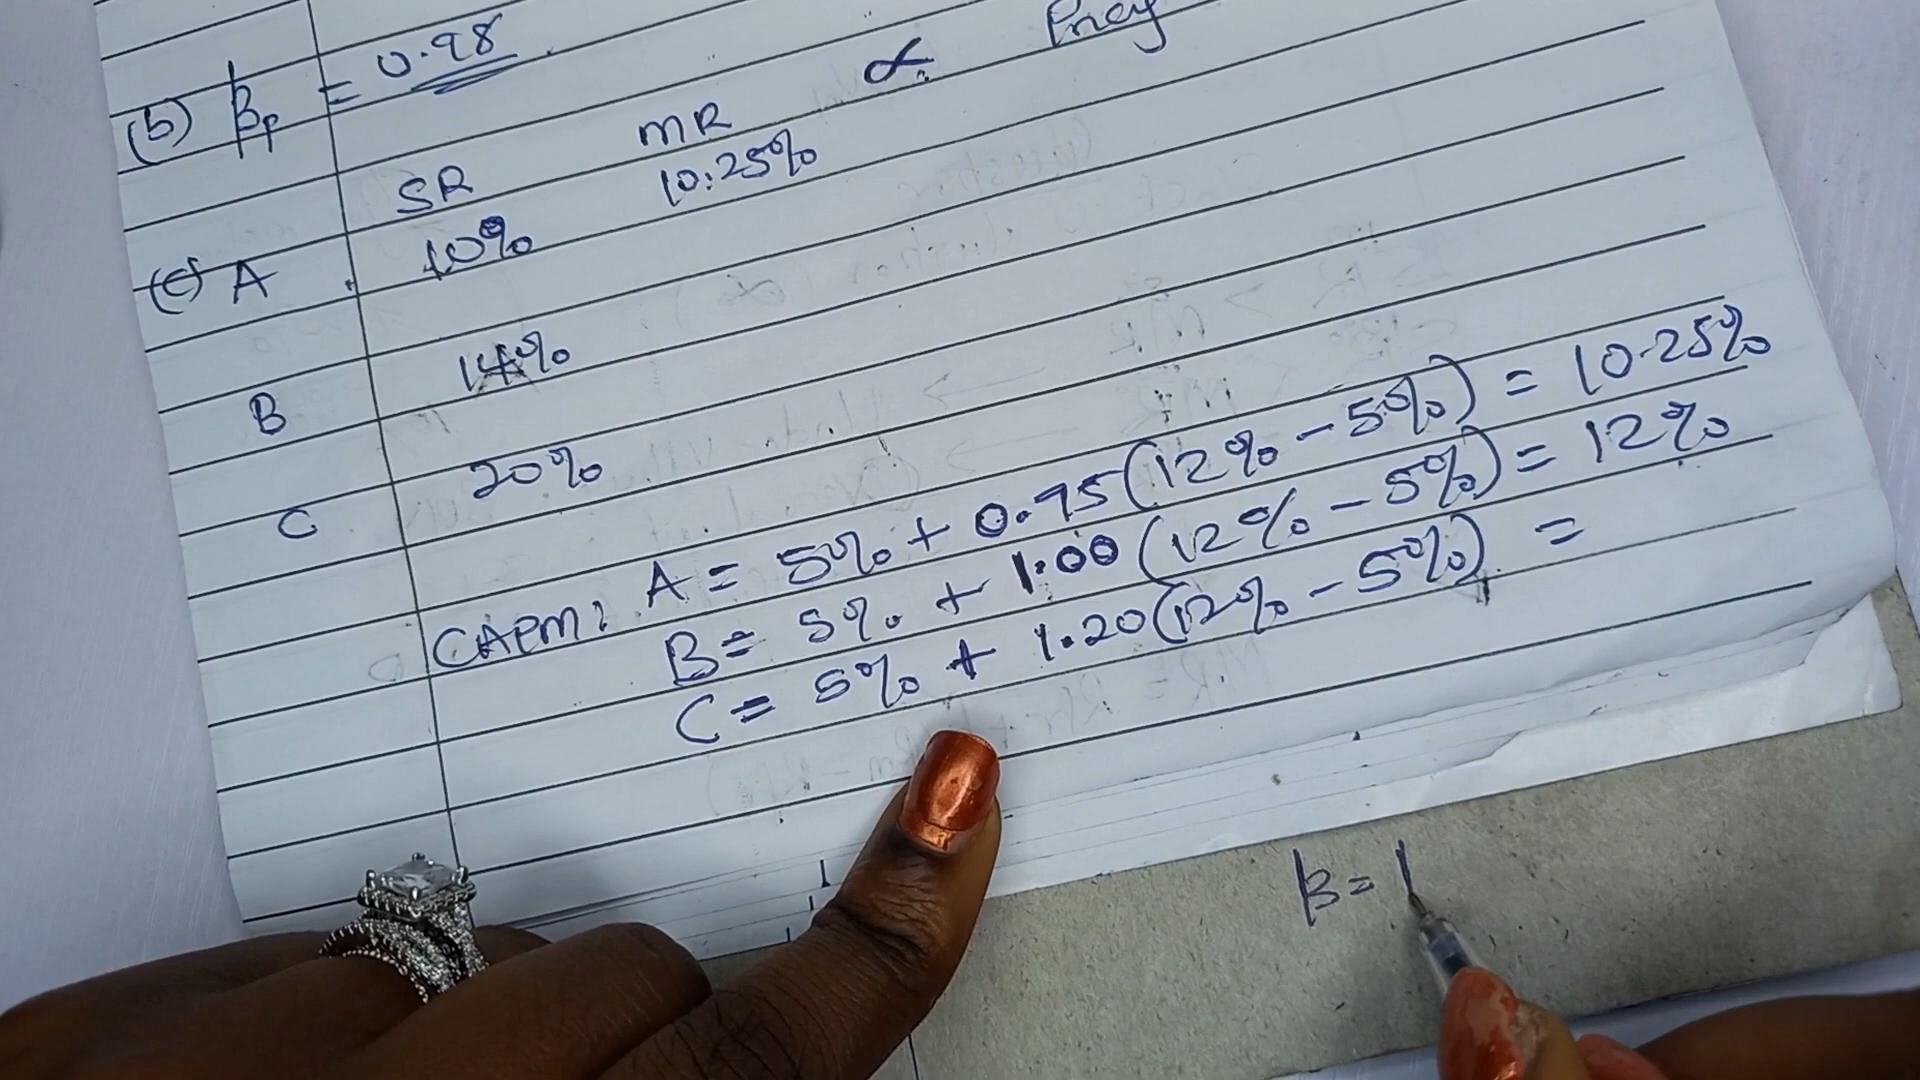 (b) βp = 0.98
SR MR ∝ Pricy
(c) A 10% 10.25%
B 14%
C 20%
CAPM: A = 5% + 0.75(12% - 5%) = 10.25%
B = 5% + 1.00(12% - 5%) = 12%
C = 5% + 1.20(12% - 5%) =
β = 1